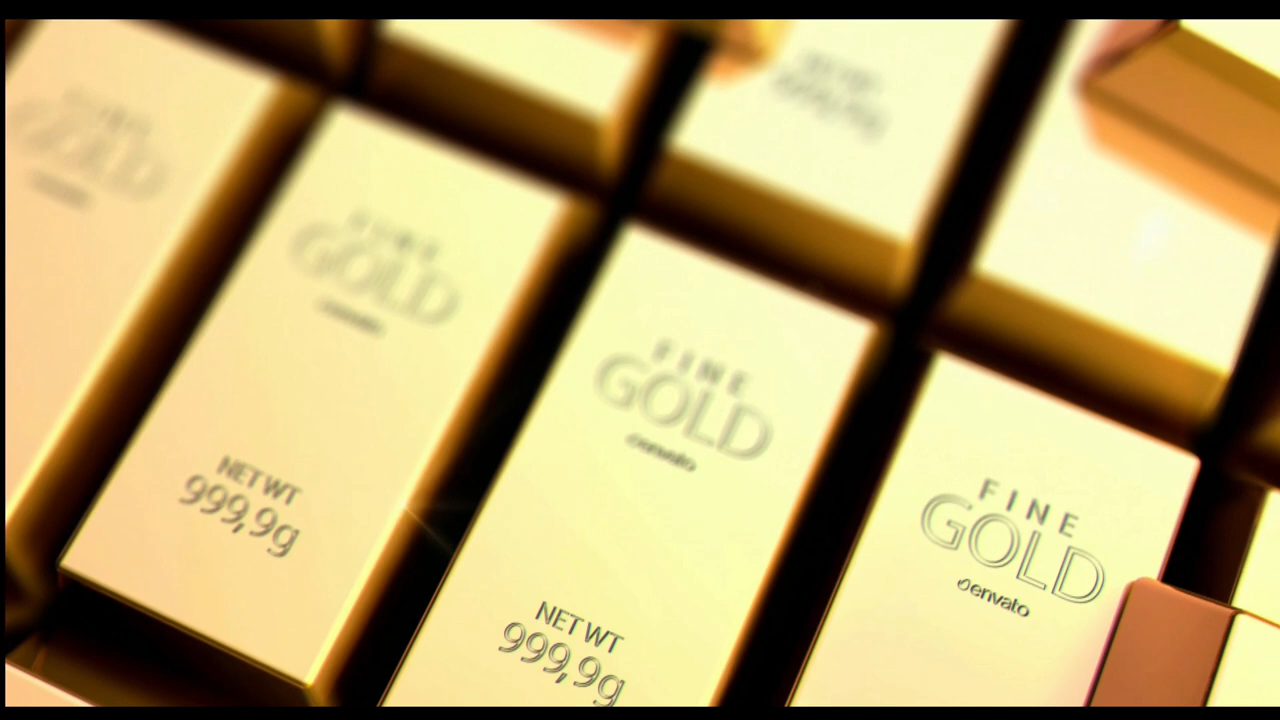 FINE
GOLD
FINE
GOLD
envato
NET WT
999,9g
FINE
GOLD
envato
NET WT
999,9g